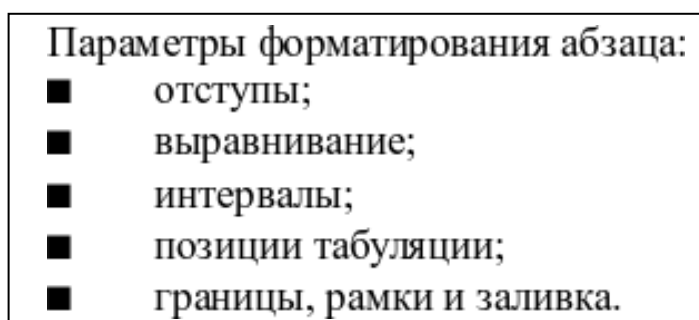 Параметры форматирования абзаца:
■ отступы;
■ выравнивание;
■ интервалы;
■ позиции табуляции;
■ границы, рамки и заливка.